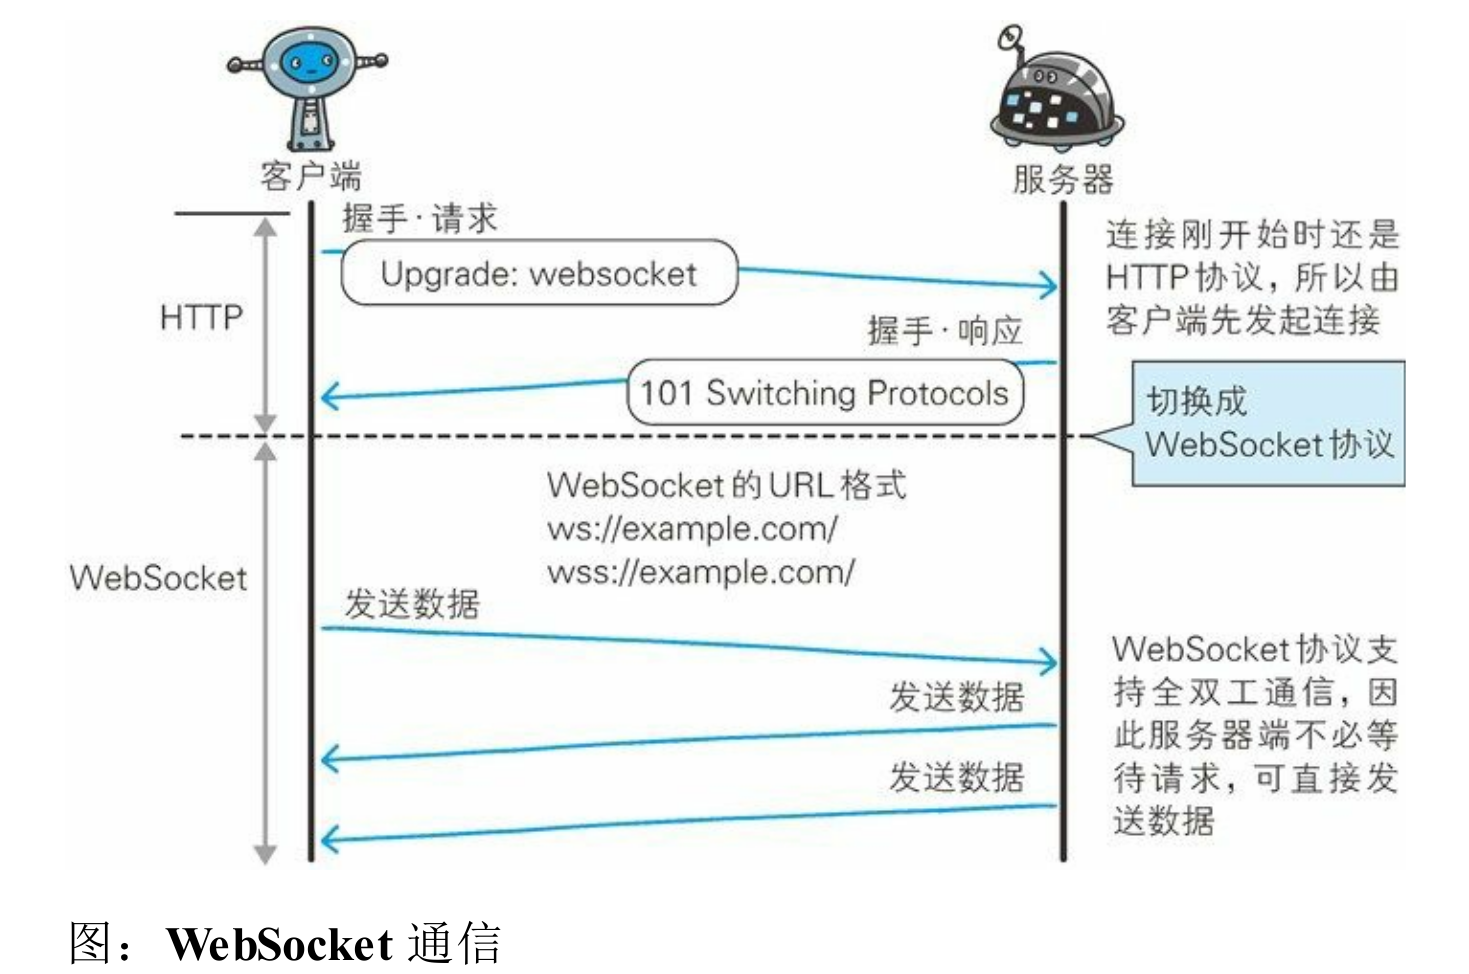 客户端
服务器
握手·请求
Upgrade: websocket
连接刚开始时还是
HTTP协议，所以由
客户端先发起连接
HTTP
握手·响应
101 Switching Protocols
切换成
WebSocket协议
WebSocket的URL格式
ws://example.com/
wss://example.com/
WebSocket
发送数据
发送数据
发送数据
WebSocket协议支
持全双工通信，因
此服务器端不必等
待请求，可直接发
送数据
图：WebSocket 通信